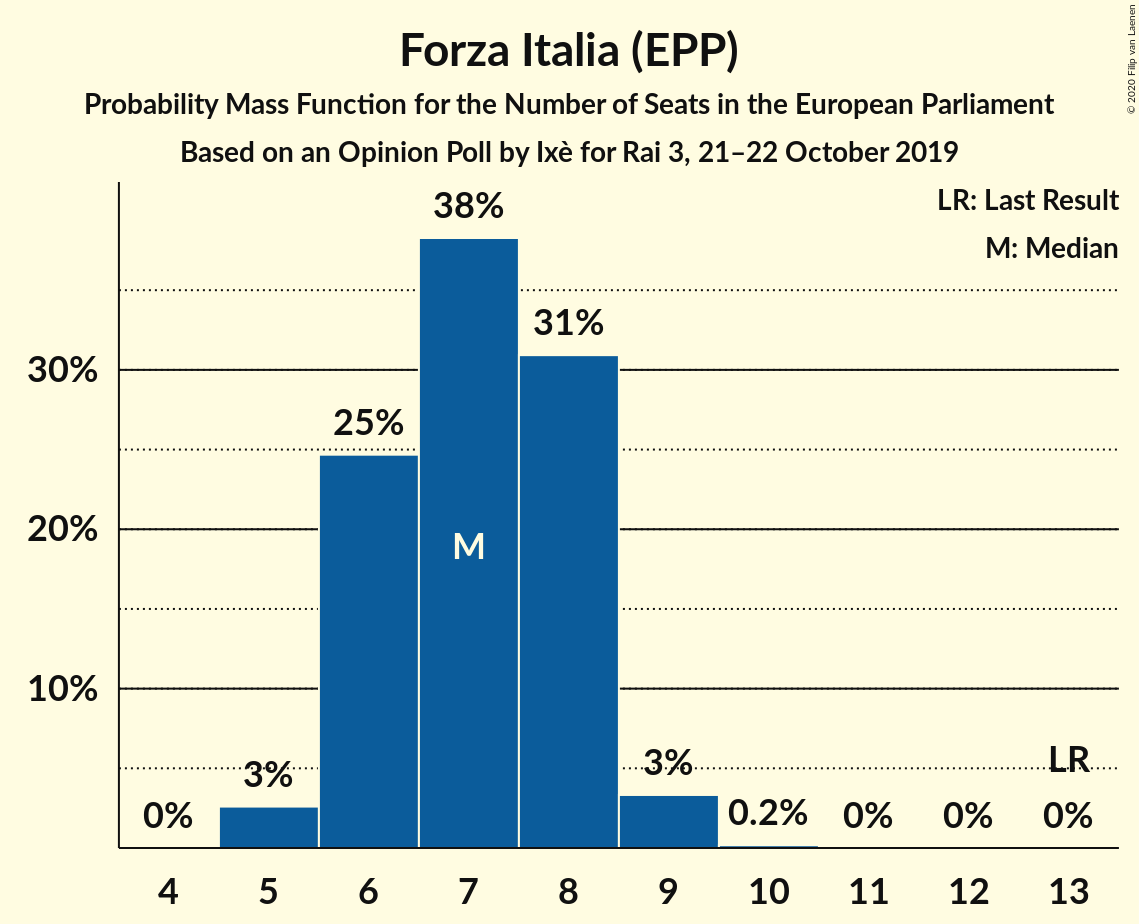 Forza Italia (EPP)
Probability Mass Function for the Number of Seats in the European Parliament
Based on an Opinion Poll by Ixè for Rai 3, 21–22 October 2019
© 2020 Filip van Laenen
LR: Last Result
M: Median
38%
31%
30%
25%
20%
M
10%
3%
3%
LR
0%
0.2%
0%
0%
0%
4 5 6 7 8 9 10 11 12 13